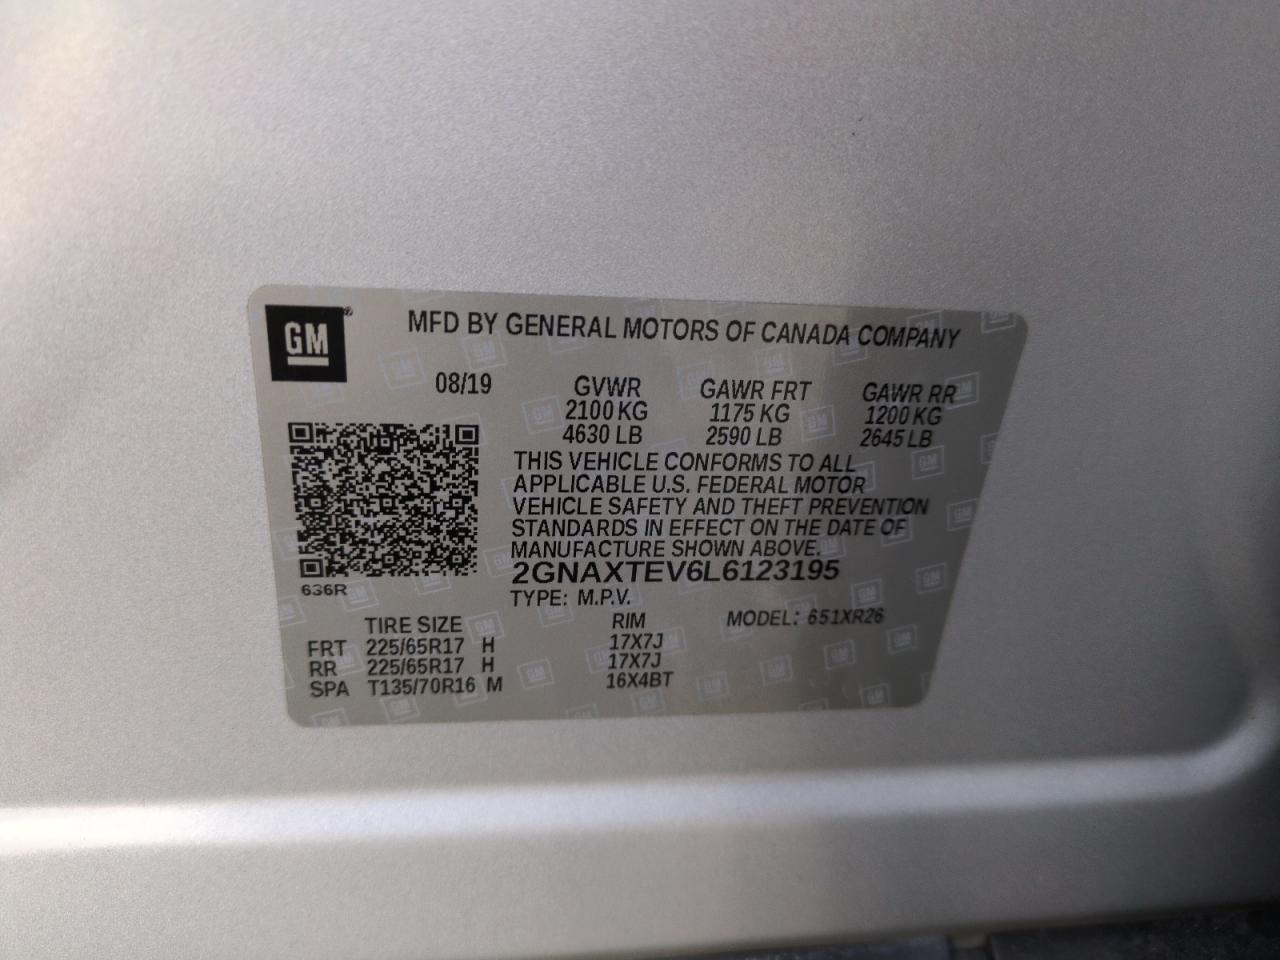 GM
MFD BY GENERAL MOTORS OF CANADA COMPANY
08/19 GVWR GAWR FRT GAWR RR
2100 KG 1175 KG 1200 KG
4630 LB 2590 LB 2645 LB
THIS VEHICLE CONFORMS TO ALL
APPLICABLE U.S. FEDERAL MOTOR
VEHICLE SAFETY AND THEFT PREVENTION
STANDARDS IN EFFECT ON THE DATE OF
MANUFACTURE SHOWN ABOVE.
2GNAXTEV6L6123195
636R
TYPE: M.P.V.
TIRE SIZE RIM MODEL: 651XR26
FRT 225/65R17 H 17X7J
RR 225/65R17 H 17X7J
SPA T135/70R16 M 16X4BT